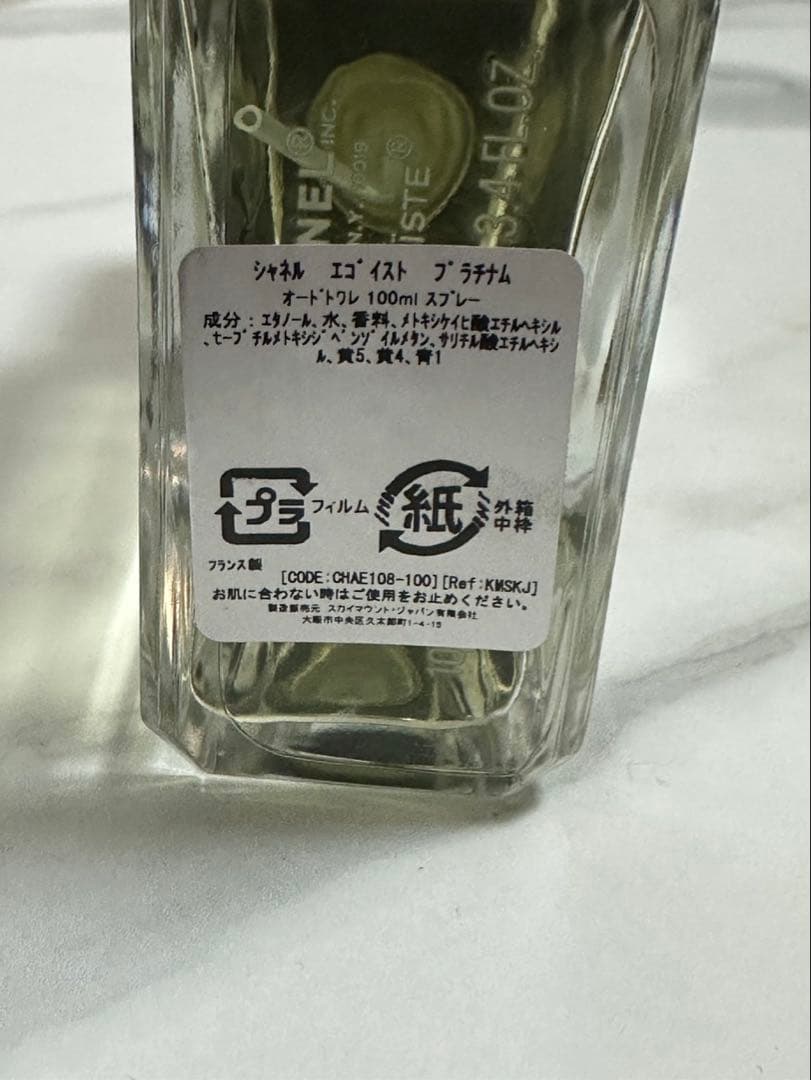 NEL® INC.
N.Y. 10019
ISTE®
3.4 FL.OZ
シャネル　エゴイスト　プラチナム
オードトワレ 100ml スプレー
成分：エタノール、水、香料、メトキシケイヒ酸エチルヘキシル
、t-ブチルメトキシジベンゾイルメタン、サリチル酸エチルヘキシ
ル、黄5、黄4、青1
プラ フィルム 紙 外箱
中枠
フランス製
[CODE:CHAE108-100][Ref:KMSKJ]
お肌に合わない時はご使用をお止めください。
製造販売元 スカイマウント・ジャパン有限会社
大阪市中央区久太郎町1-4-15